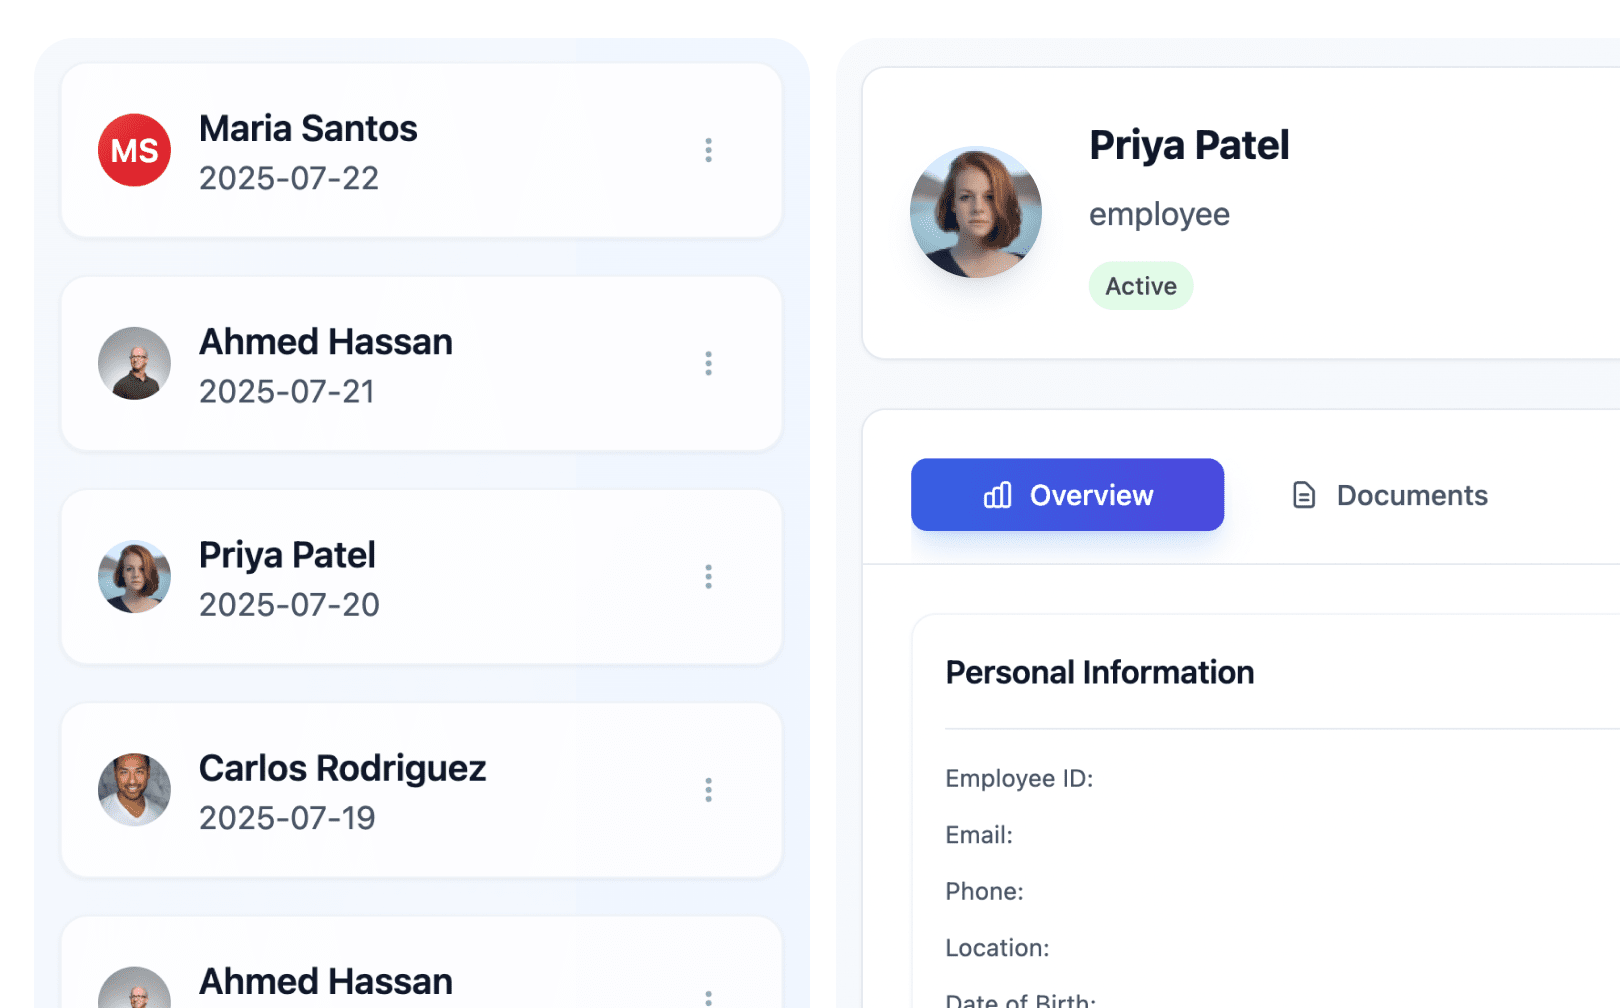 MS
Maria Santos
2025-07-22
Ahmed Hassan
2025-07-21
Priya Patel
2025-07-20
Carlos Rodriguez
2025-07-19
Ahmed Hassan
Priya Patel
employee
Active
Overview
Documents
Personal Information
Employee ID:
Email:
Phone:
Location:
Date of Birth: